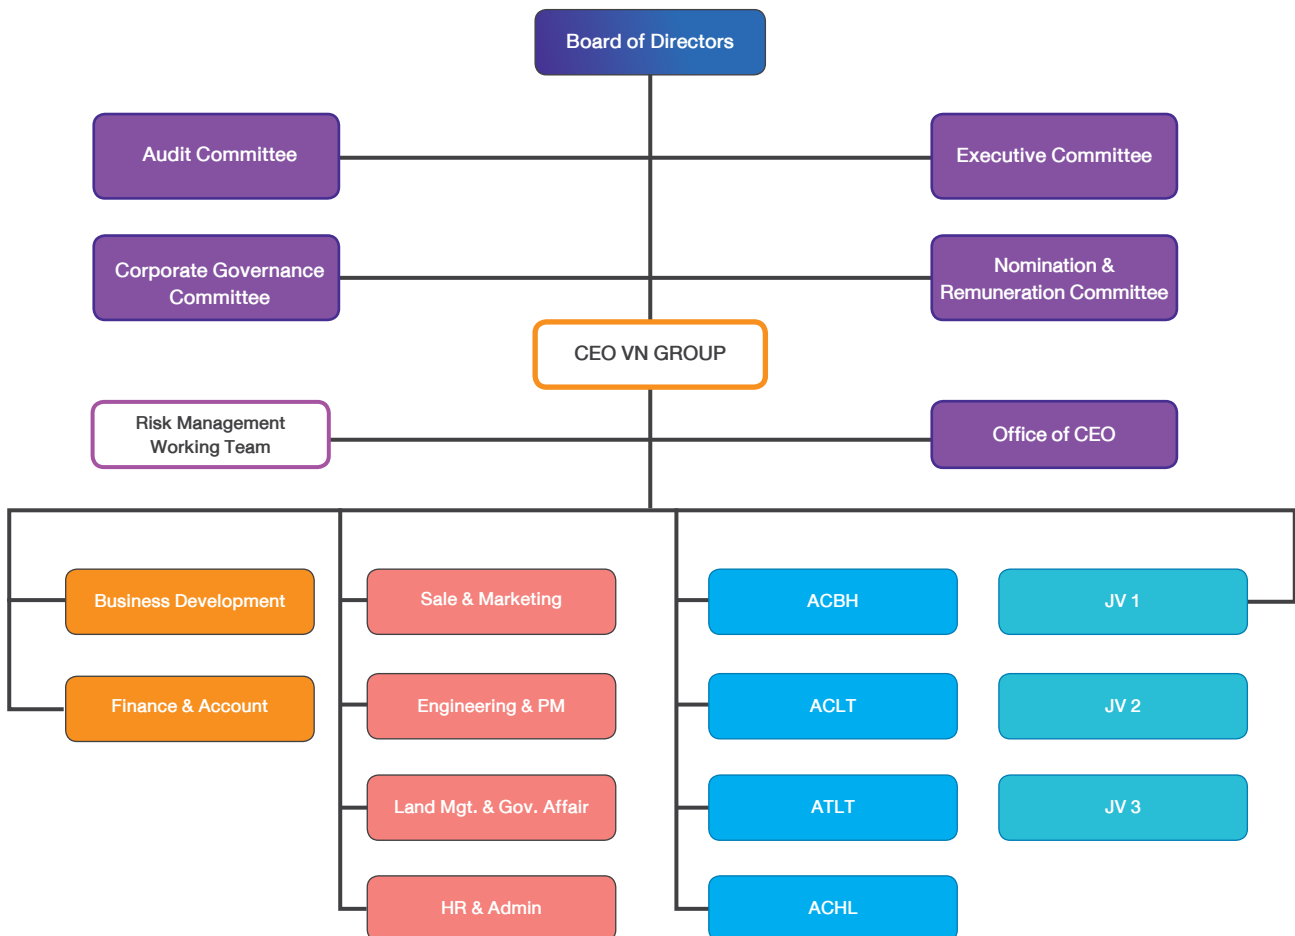 Board of Directors
Audit Committee
Executive Committee
Corporate Governance
Committee
Nomination &
Remuneration Committee
CEO VN GROUP
Risk Management
Working Team
Office of CEO
Business Development
Sale & Marketing
ACBH
JV 1
Finance & Account
Engineering & PM
ACLT
JV 2
Land Mgt. & Gov. Affair
ATLT
JV 3
HR & Admin
ACHL